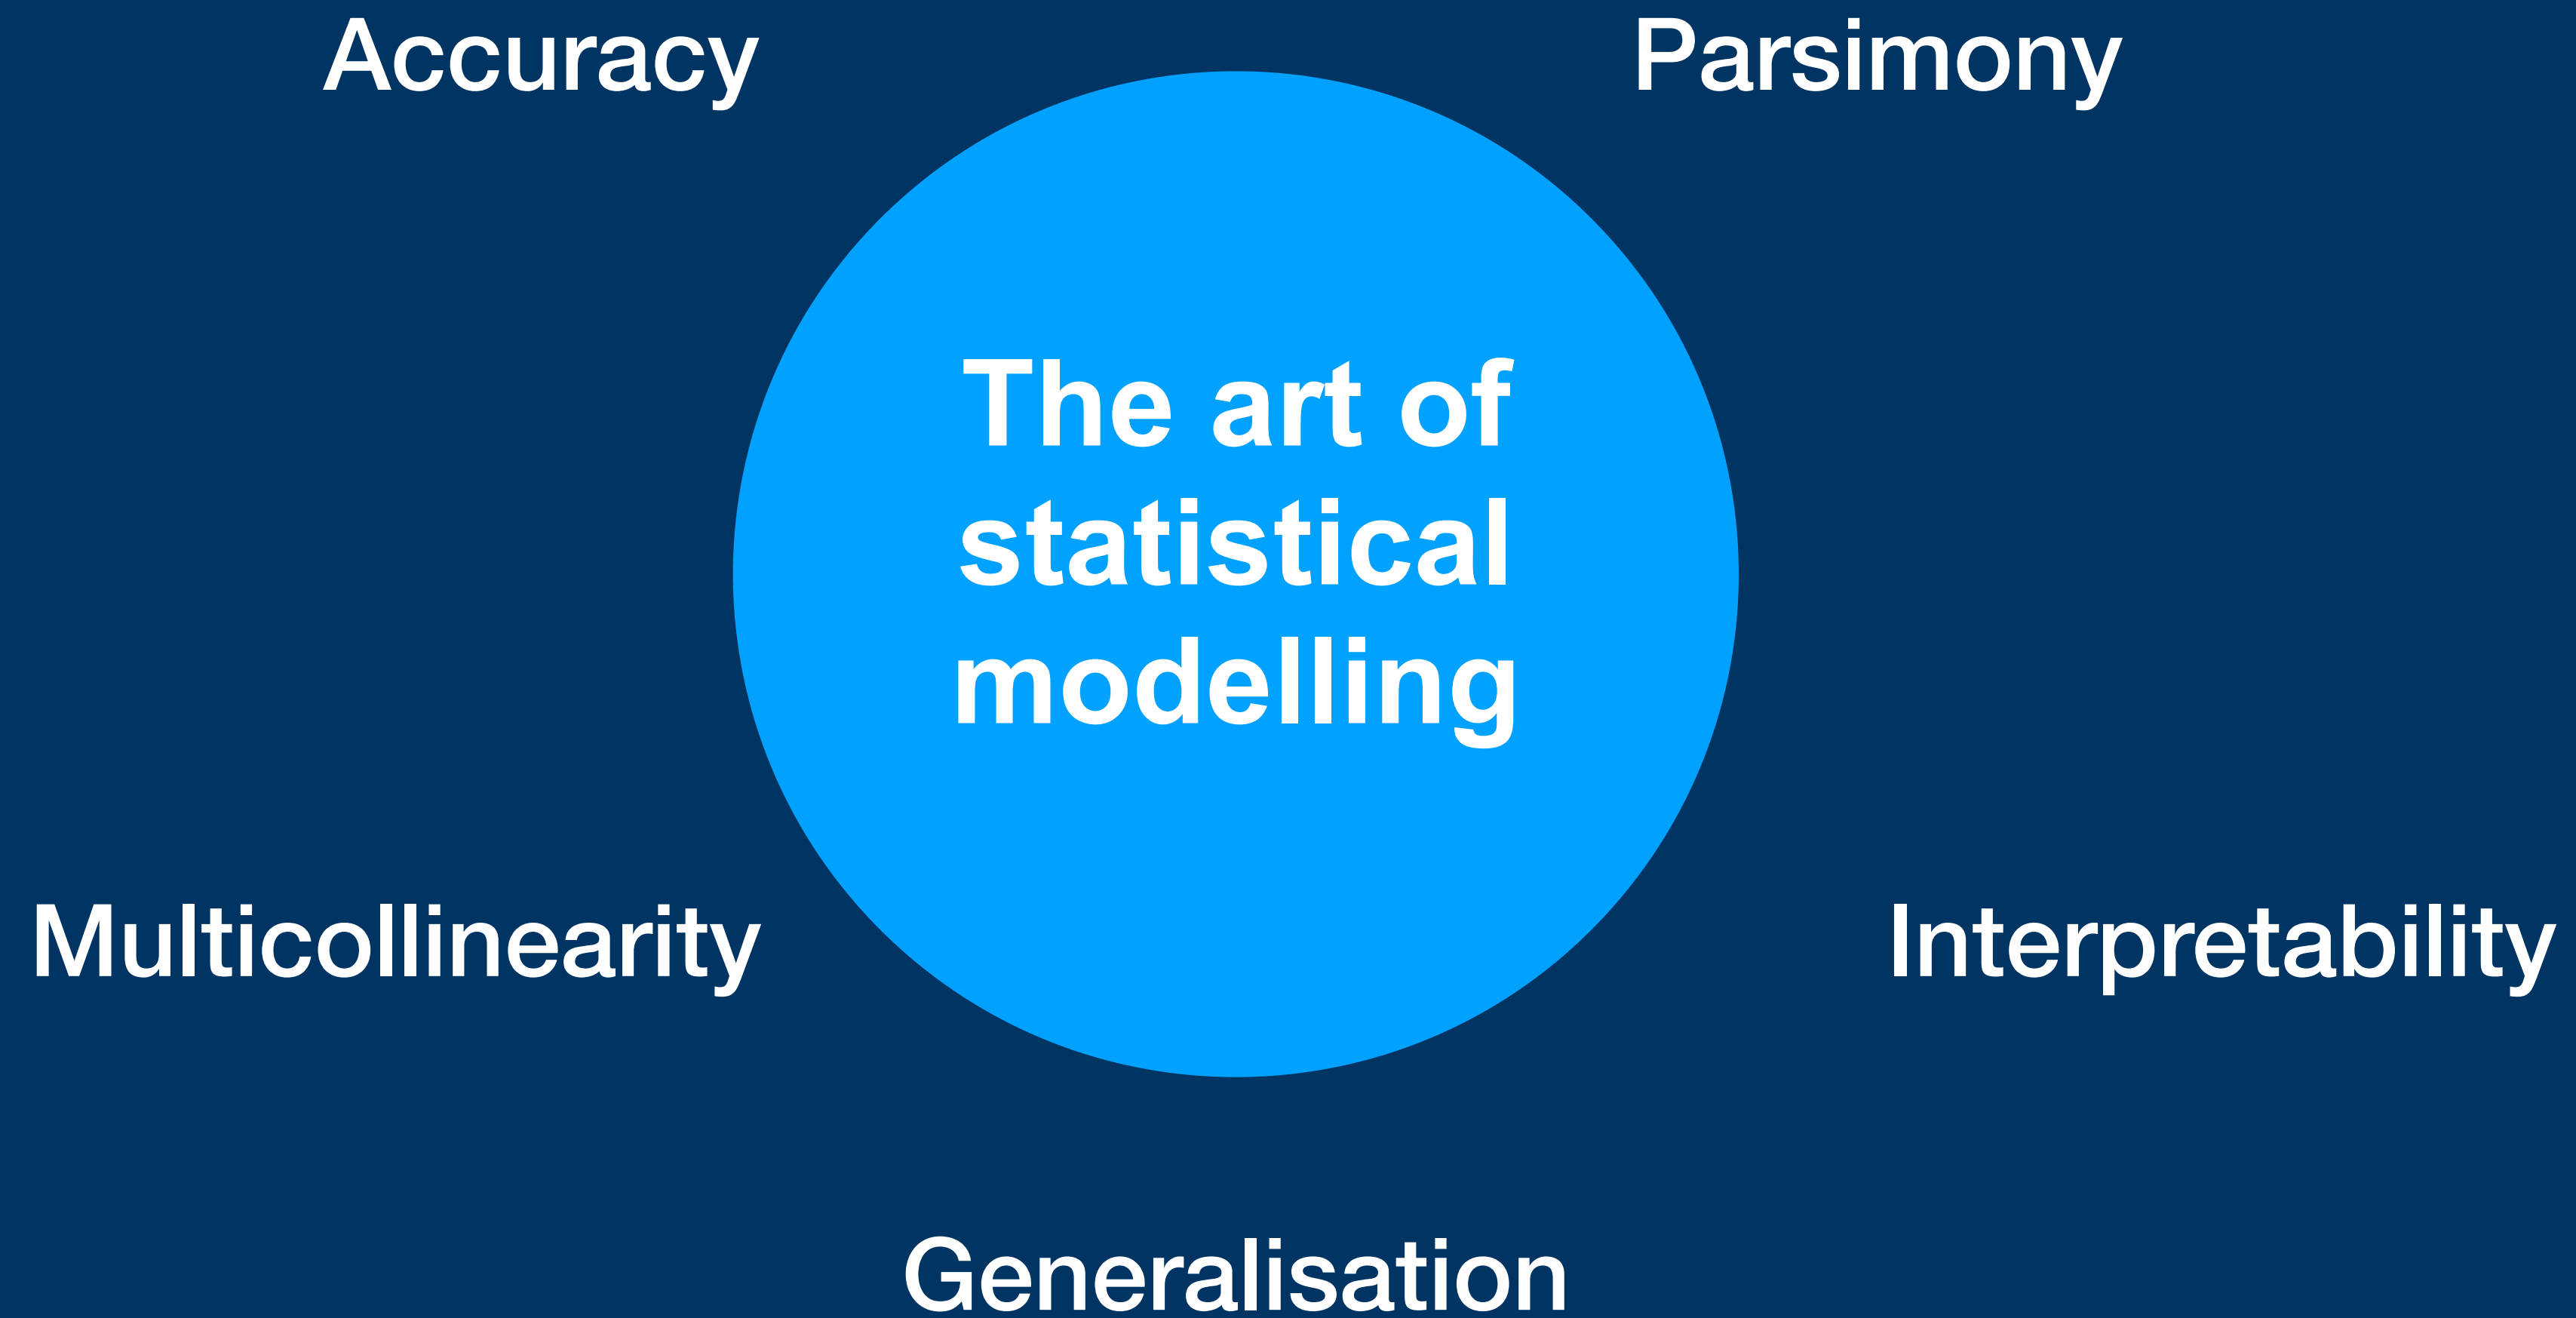 Accuracy
Parsimony
The art of
statistical
modelling
Multicollinearity
Interpretability
Generalisation